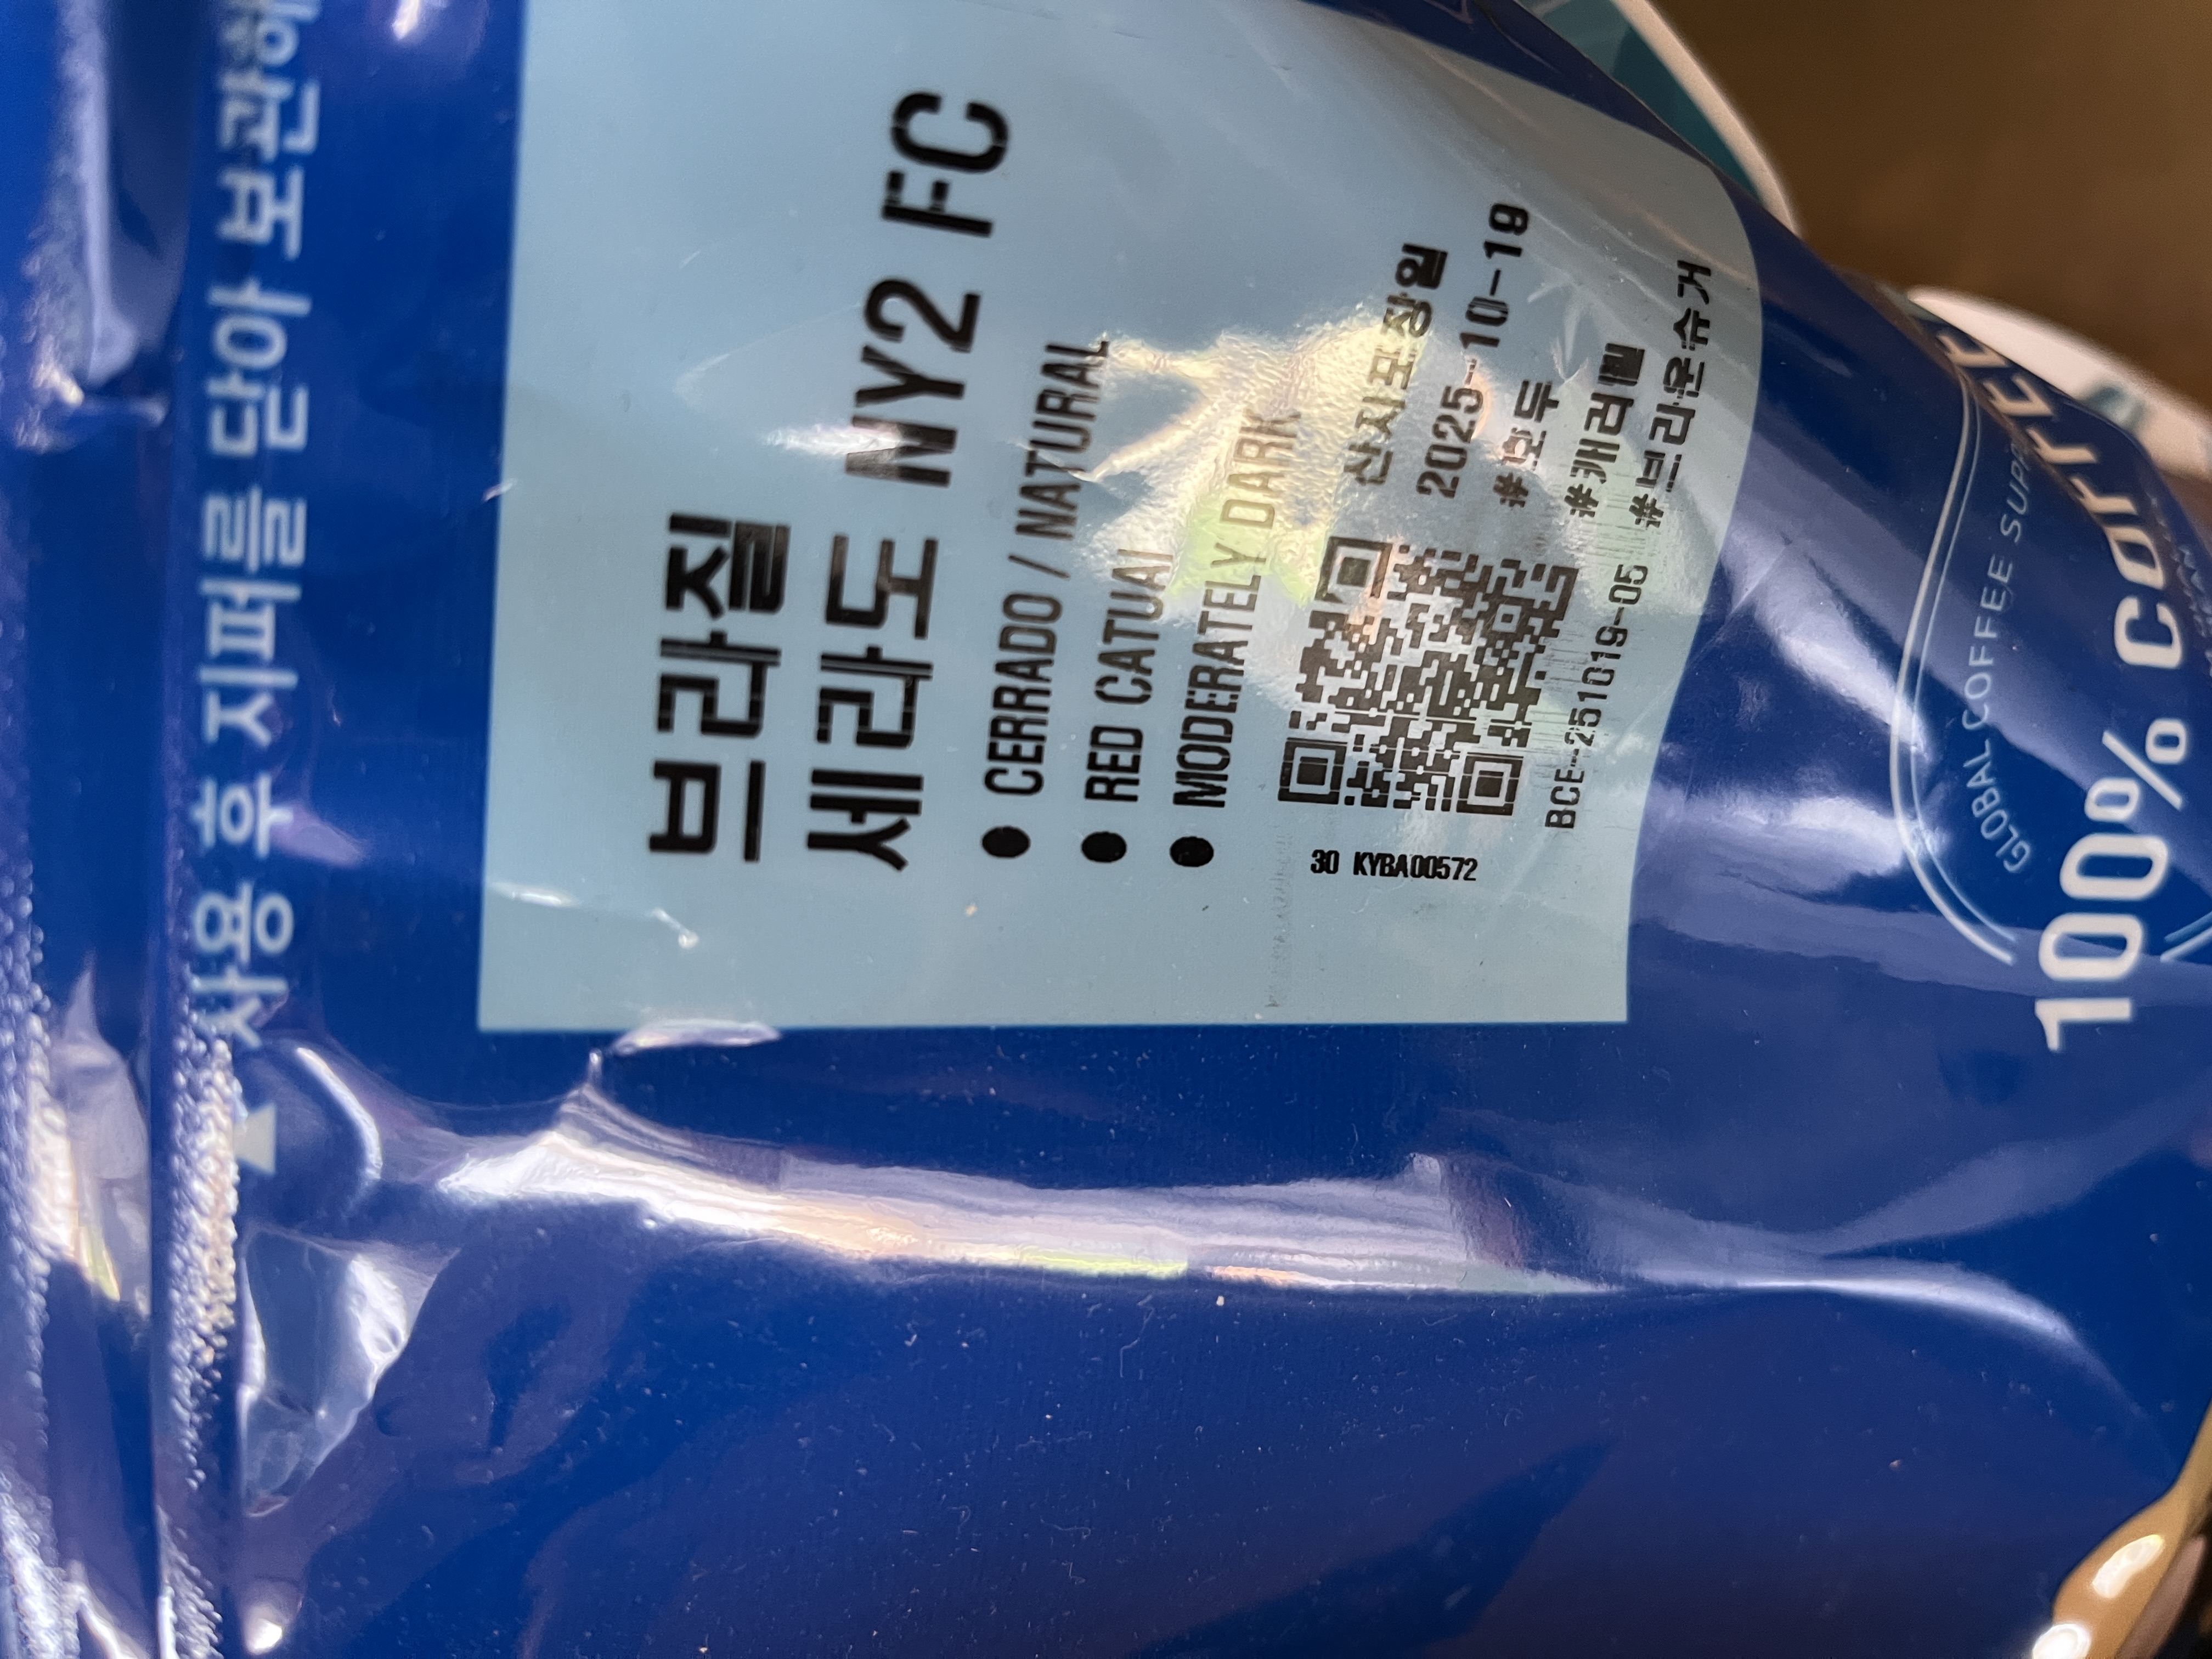 사용 후 지퍼를 닫아 보관하
브라질
세라도 NY2 FC
● CERRADO / NATURAL
● RED CATUAI
● MODERATELY DARK
산지포장일
2025-10-19
#호두
#캐러멜
#브라운슈거
BCE-251019-05
30 KYBA00572
GLOBAL COFFEE SUP
100% COFFEE